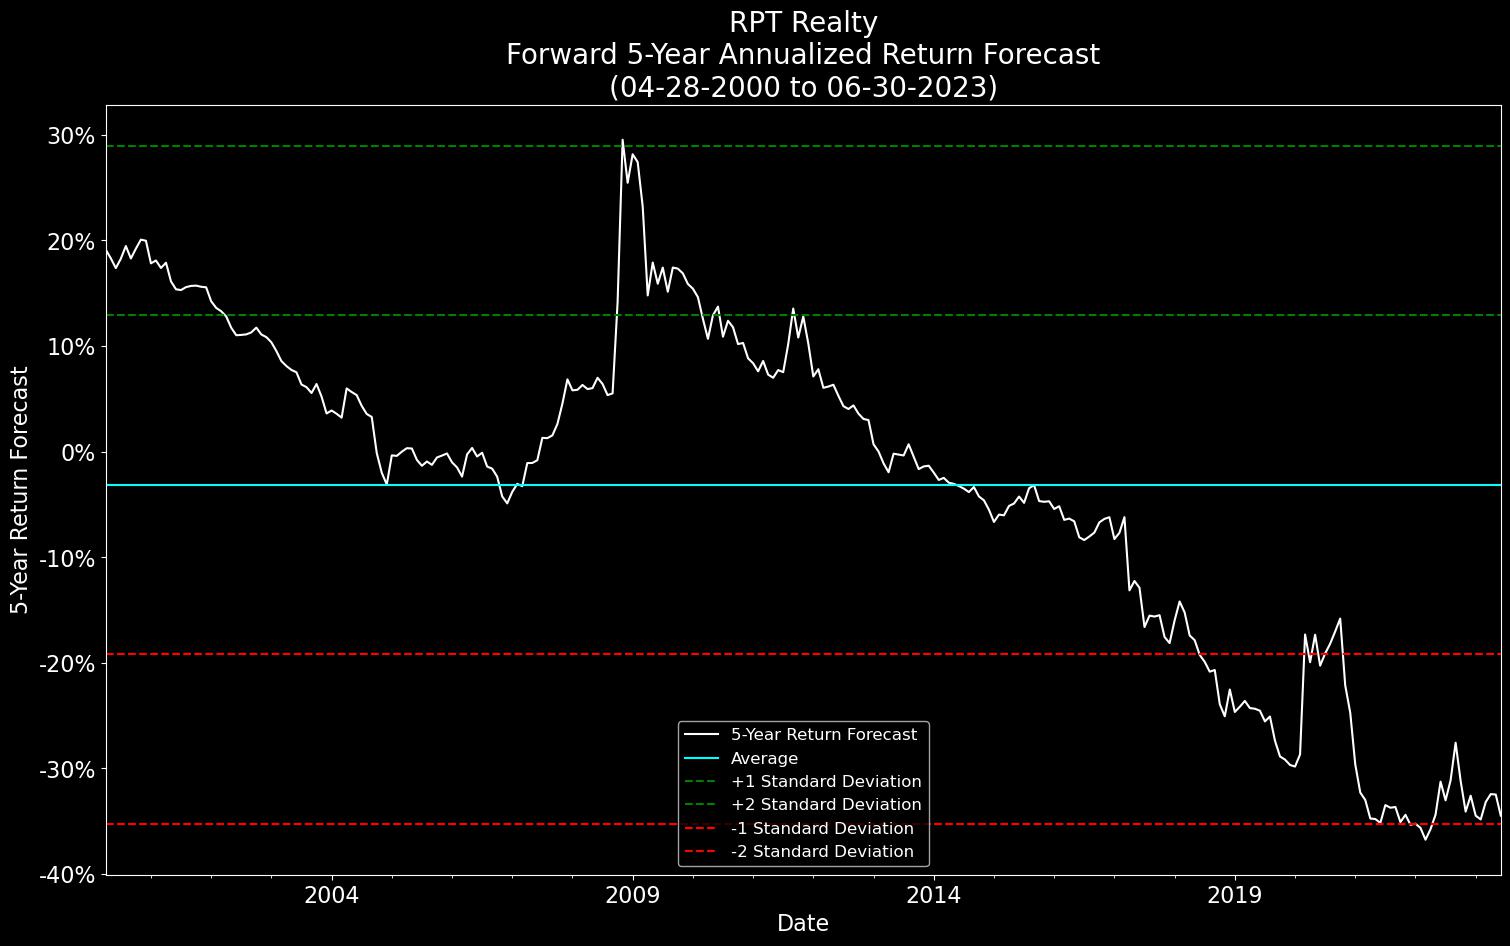 RPT Realty
Forward 5-Year Annualized Return Forecast
(04-28-2000 to 06-30-2023)
5-Year Return Forecast
30%
20%
10%
0%
-10%
-20%
-30%
-40%
5-Year Return Forecast
Average
+1 Standard Deviation
+2 Standard Deviation
-1 Standard Deviation
-2 Standard Deviation
2004
2009
2014
2019
Date